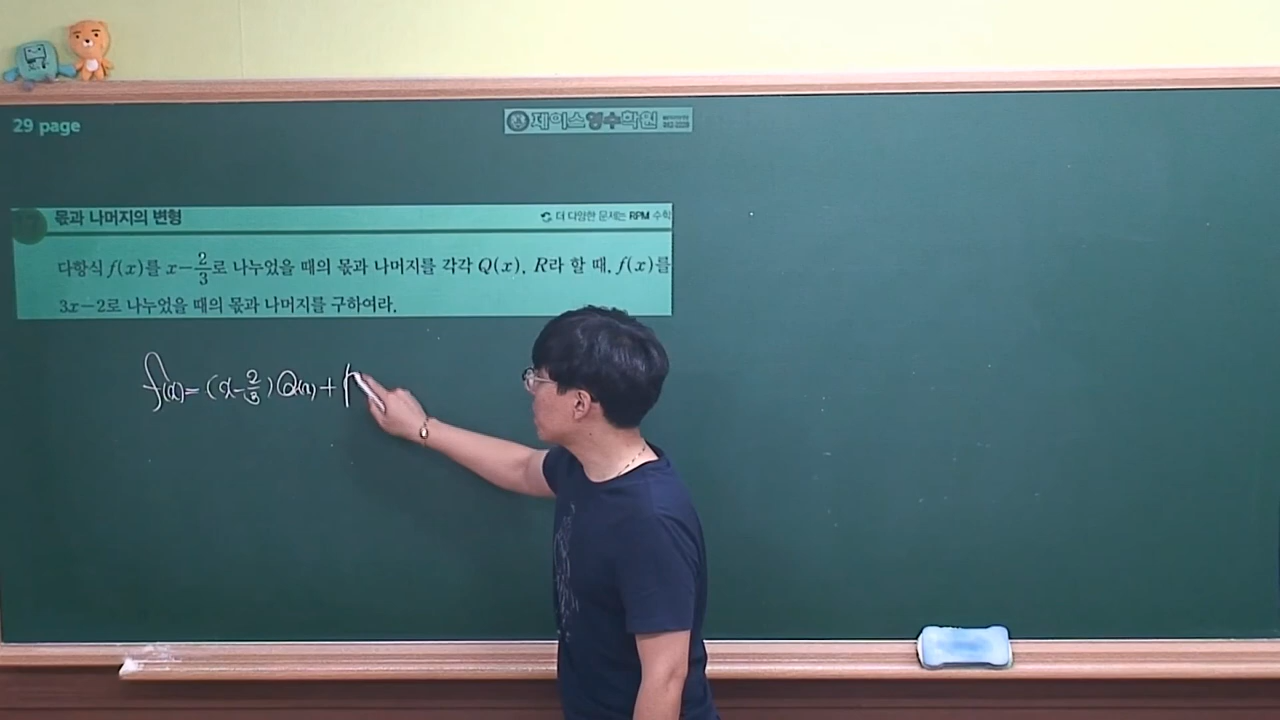 29 page
제이스영수학원
몫과 나머지의 변형
더 다양한 문제는 RPM 수학
다항식 f(x)를 x-2/3로 나누었을 때의 몫과 나머지를 각각 Q(x), R라 할 때, f(x)를
3x-2로 나누었을 때의 몫과 나머지를 구하여라.
f(x)=(x-2/3)Q(x)+